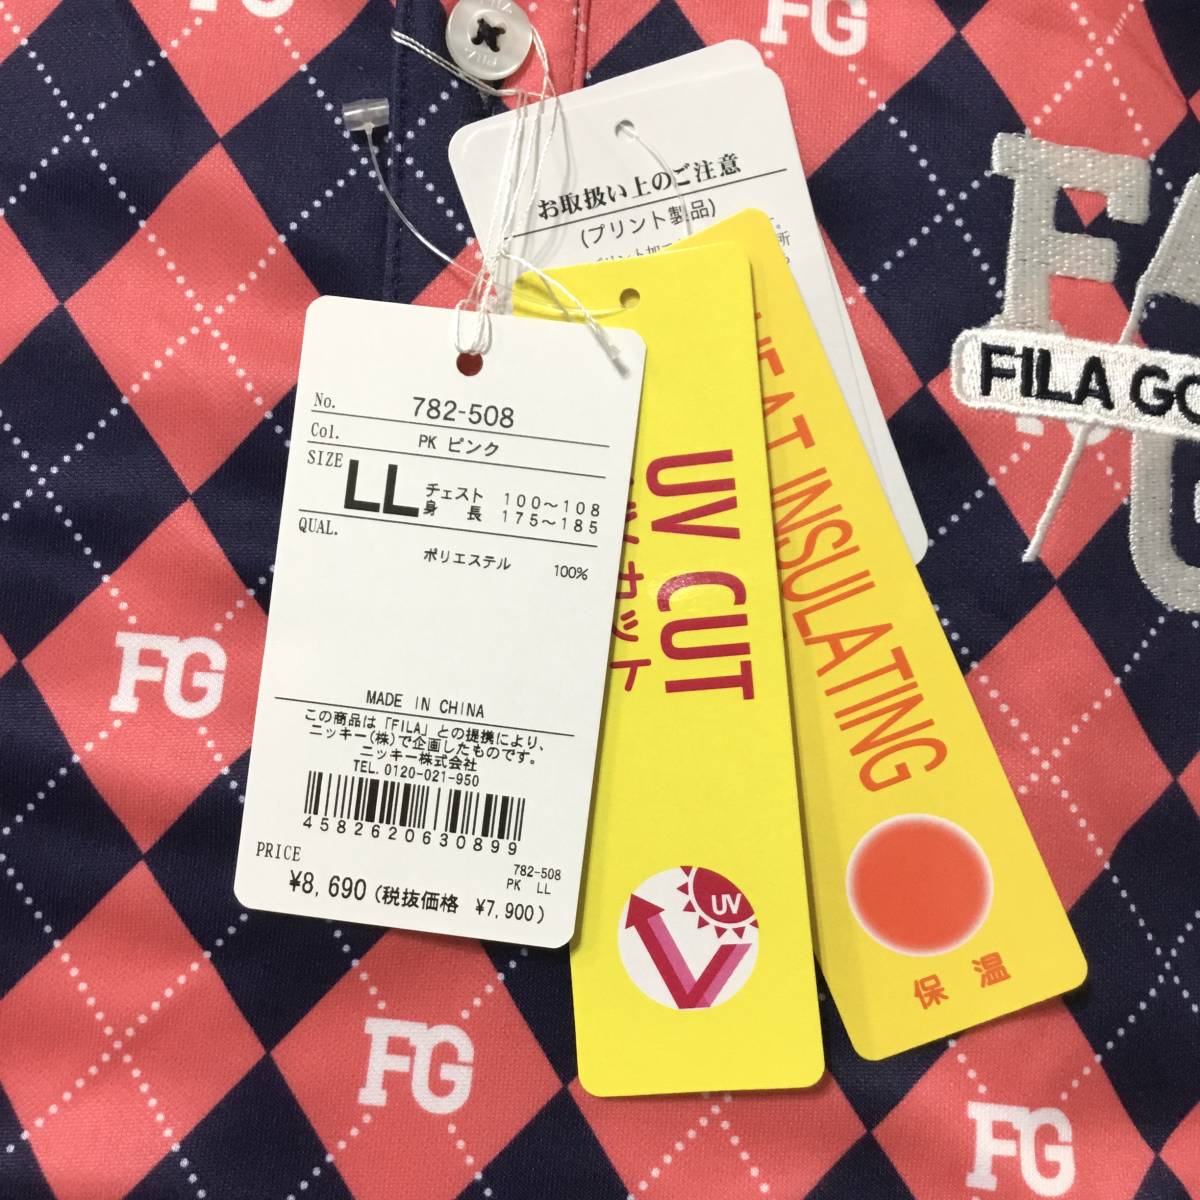 FILA
FG
FG
お取扱い上のご注意
(プリント製品)
FILA GO
No. 782-508
Col. PK ピンク
SIZE LL チェスト 100～108
身長 175～185
QUAL.
ポリエステル 100%
MADE IN CHINA
この商品は「FILA」との提携により、
ニッキー(株)で企画したものです。
ニッキー株式会社
TEL. 0120-021-950
4582620630899
782-508
PK LL
PRICE
¥8,690 (税抜価格 ¥7,900)
UV CUT
カット
UV
HEAT INSULATING
保温
FG
FG
FG